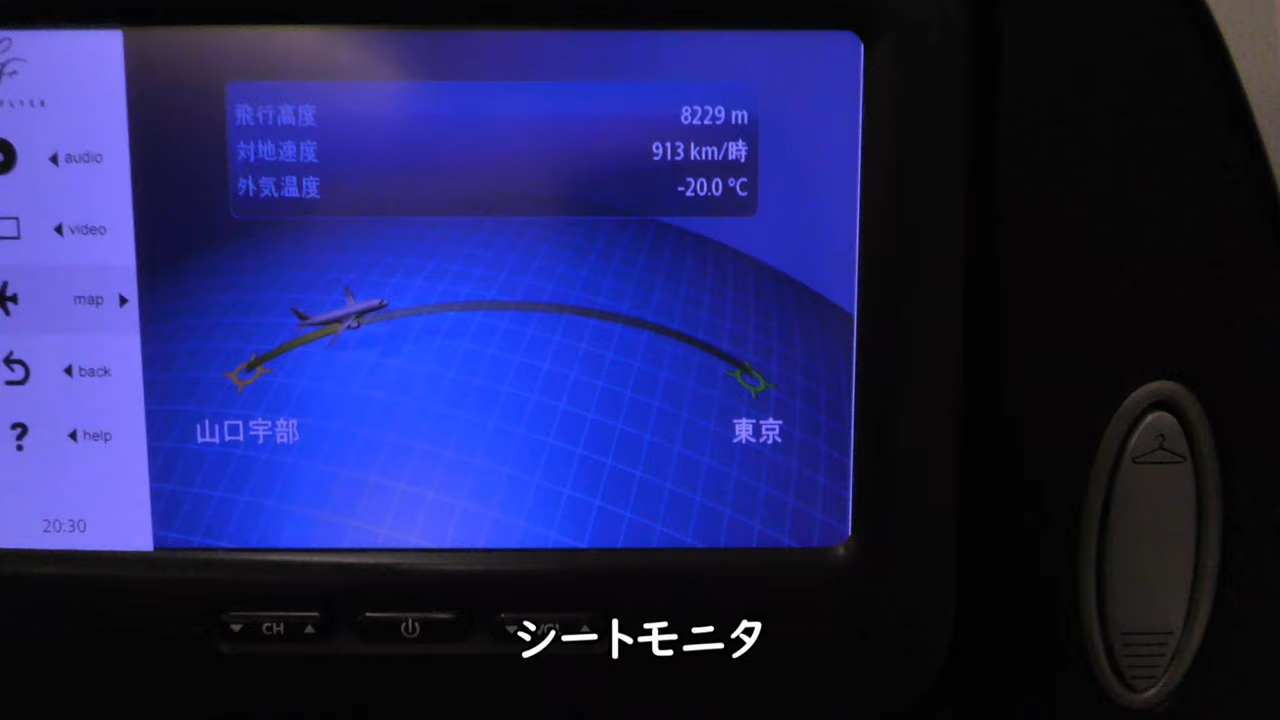 飛行高度 8229 m
対地速度 913 km/時
外気温度 -20.0 °C
audio
video
map
back
help
山口宇部 東京
20:30
CH
シートモニタ